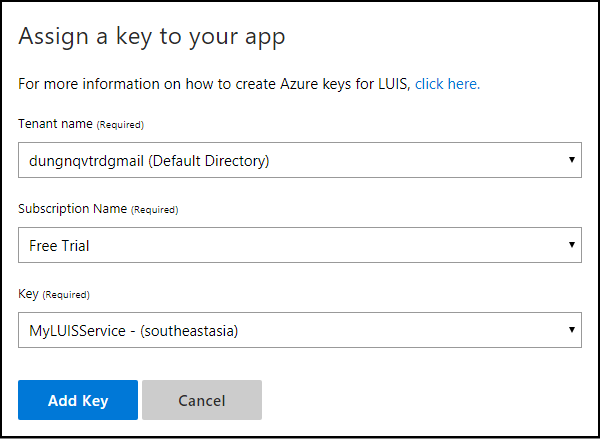 Assign a key to your app
For more information on how to create Azure keys for LUIS, click here.
Tenant name (Required)
dungnqvtrdgmail (Default Directory)
Subscription Name (Required)
Free Trial
Key (Required)
MyLUISService - (southeastasia)
Add Key Cancel